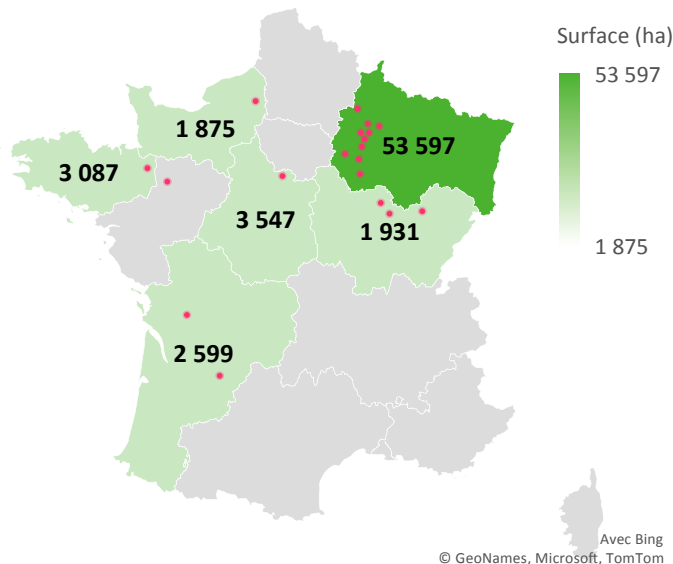 Surface (ha)
53 597
1 875
53 597
3 087
3 547
1 931
1 875
2 599
Avec Bing
© GeoNames, Microsoft, TomTom